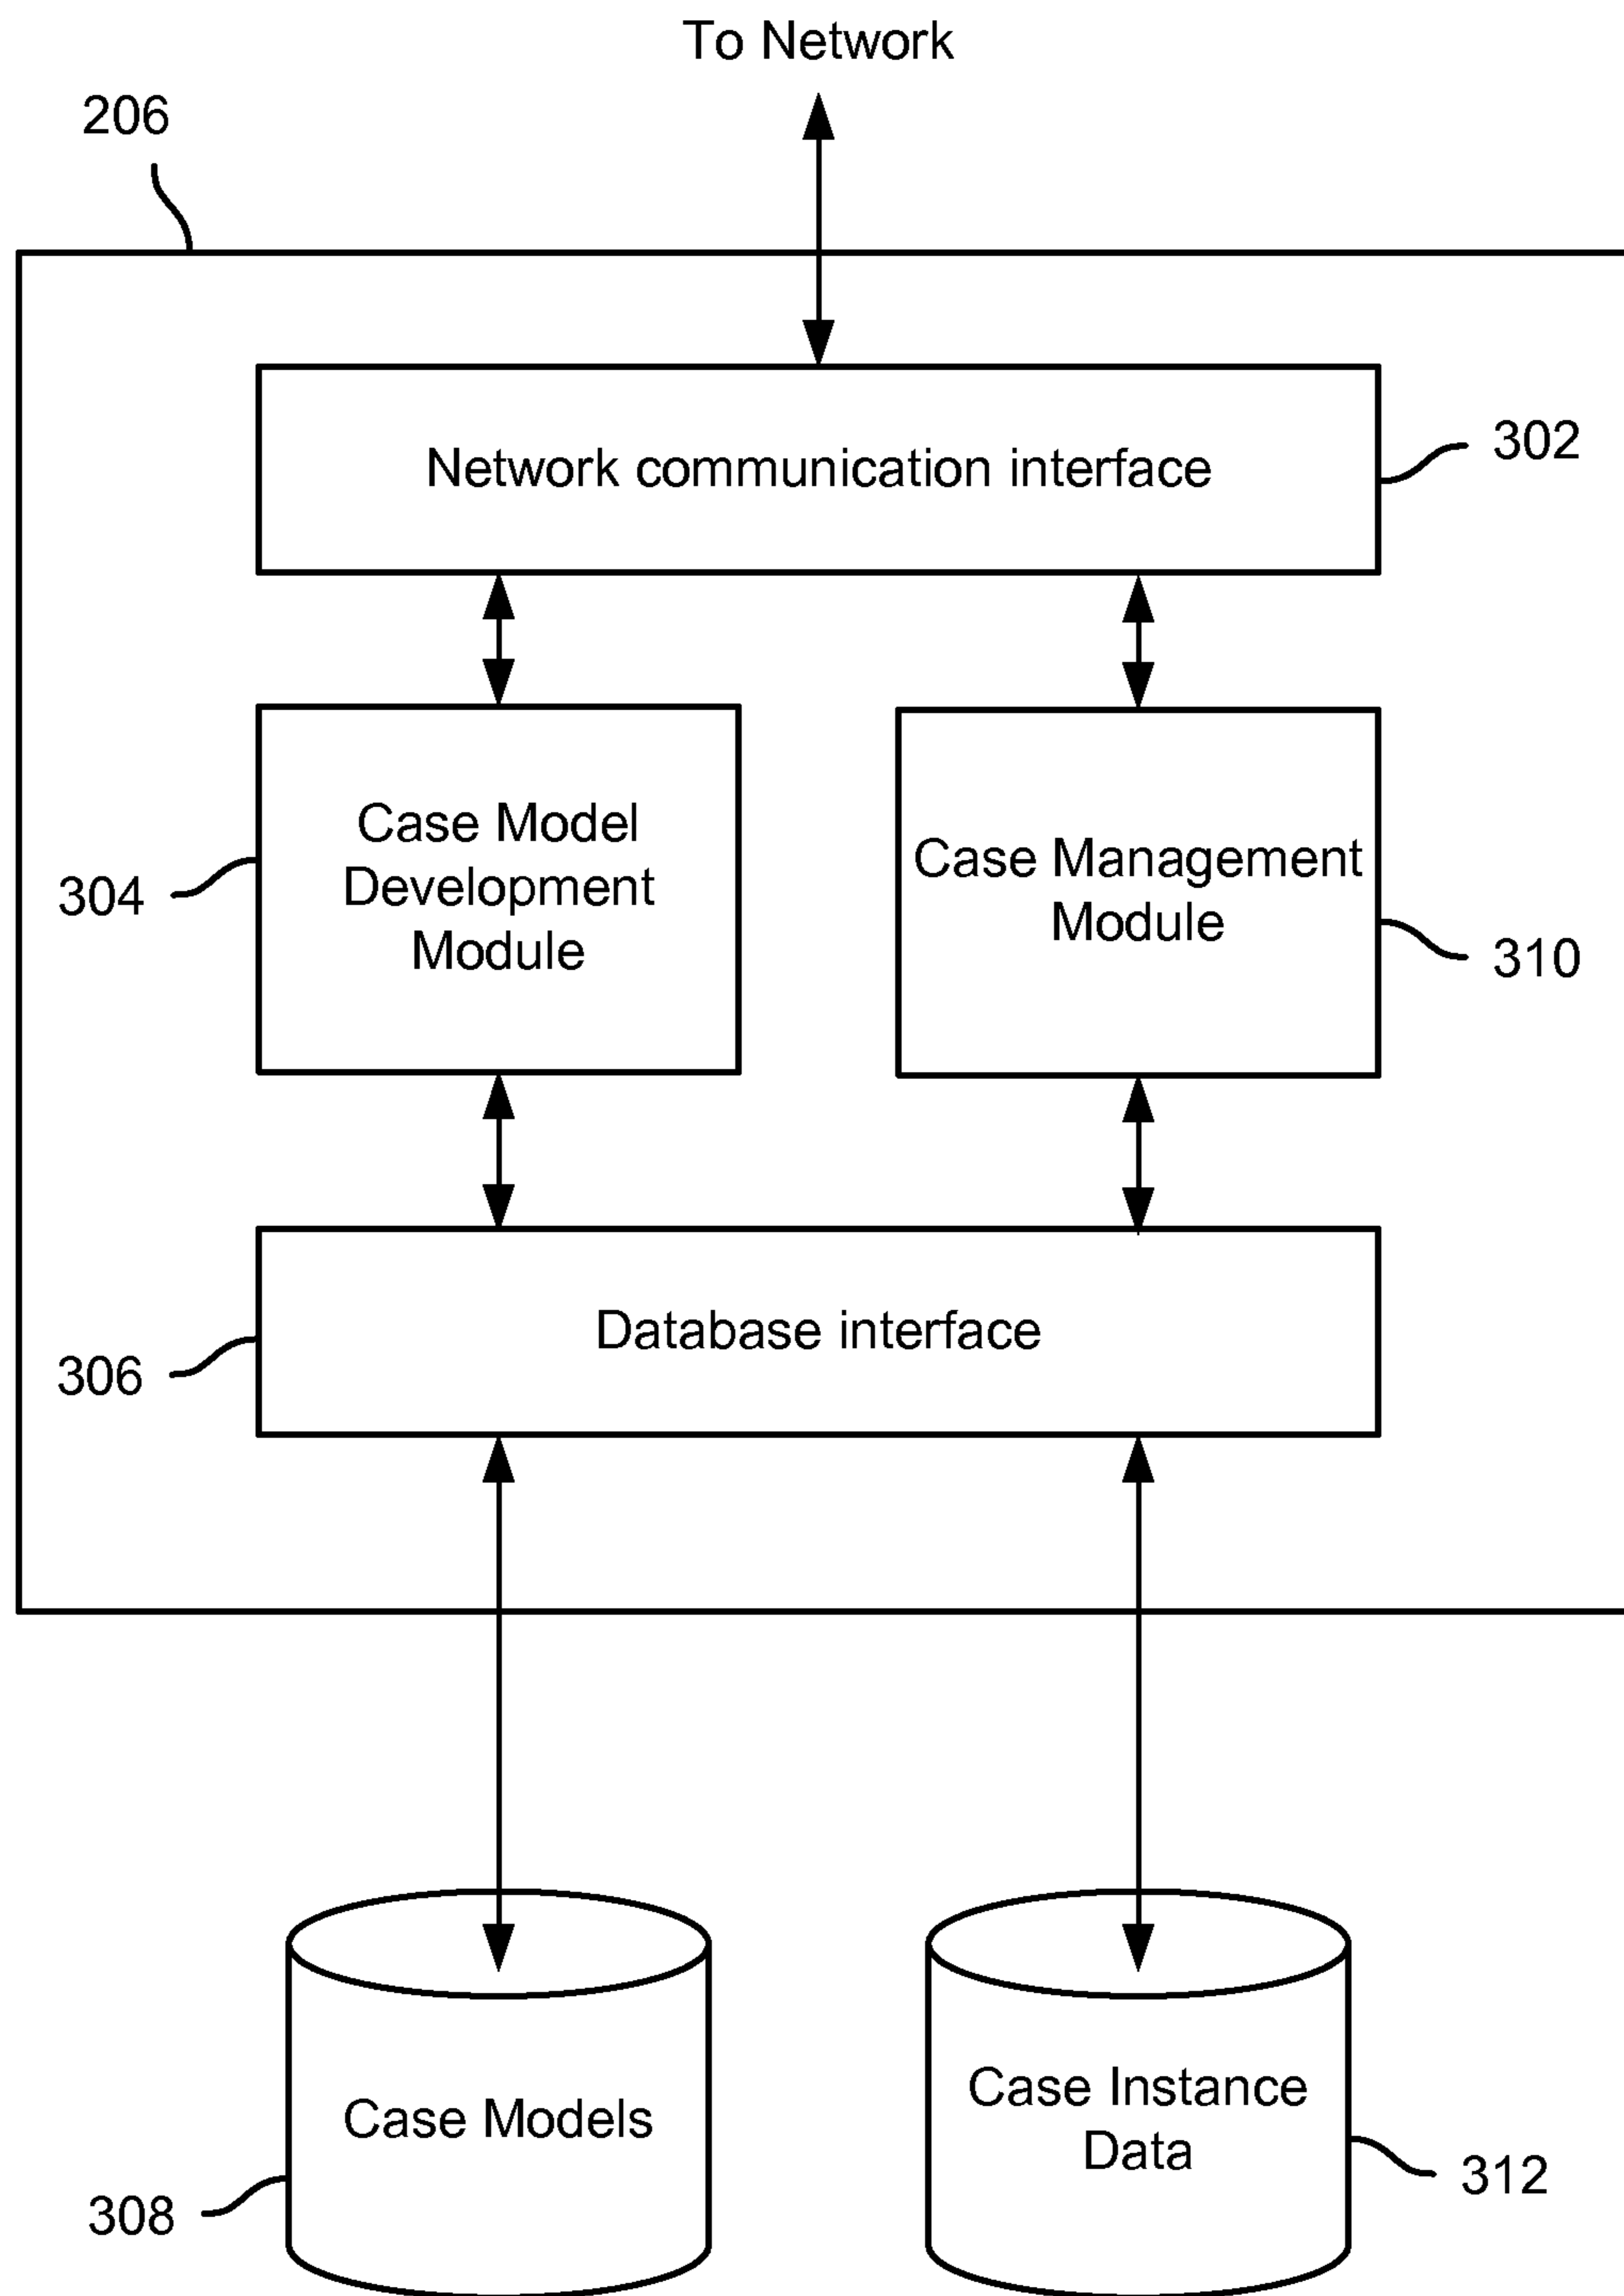 To Network
206
Network communication interface
302
Case Model
Development
Module
304
Case Management
Module
310
Database interface
306
Case Models
308
Case Instance
Data
312